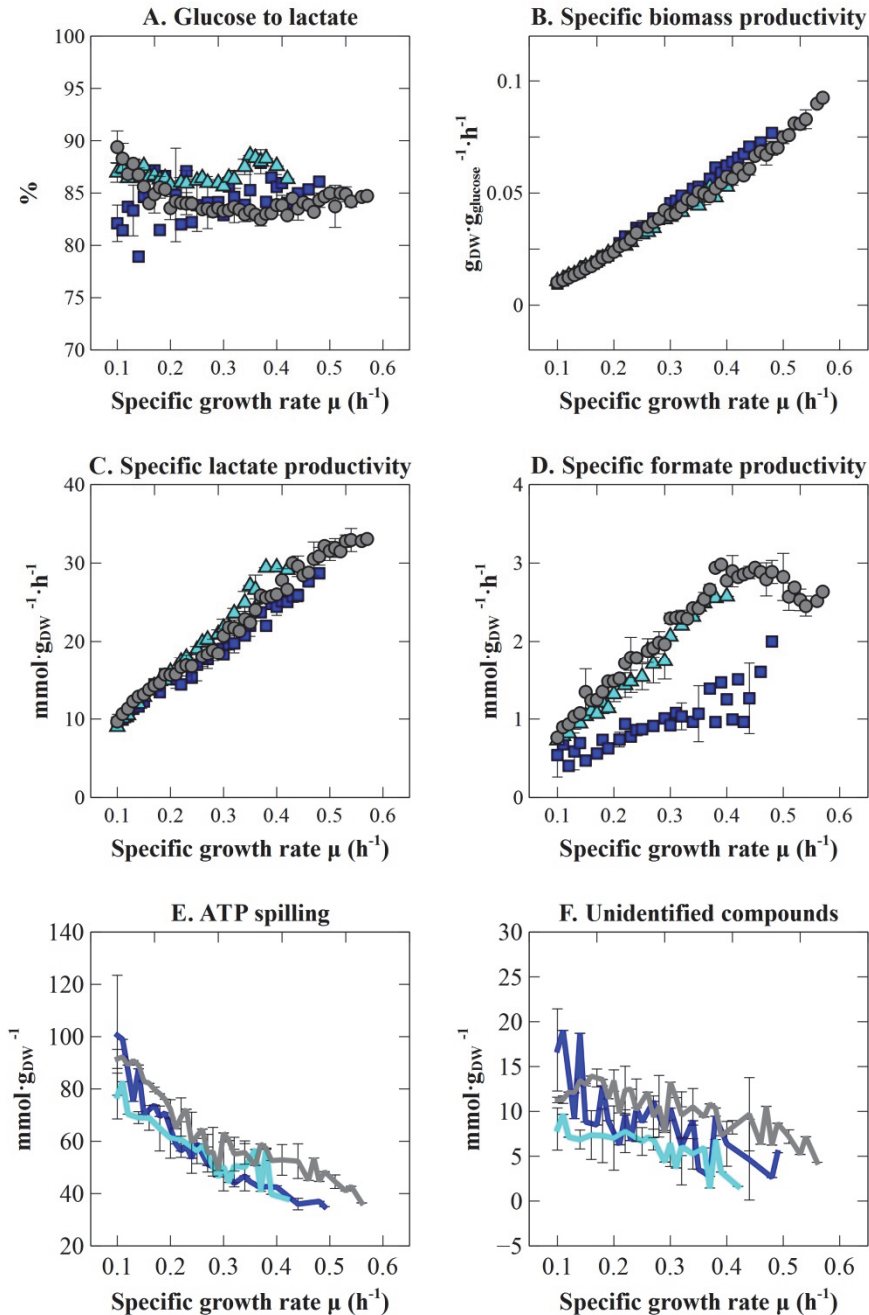 A. Glucose to lactate
%
100
95
90
85
80
75
70
0.1 0.2 0.3 0.4 0.5 0.6
Specific growth rate μ (h⁻¹)
B. Specific biomass productivity
g_DW·g_glucose⁻¹·h⁻¹
0.1
0.05
0
0.1 0.2 0.3 0.4 0.5 0.6
Specific growth rate μ (h⁻¹)
C. Specific lactate productivity
mmol·g_DW⁻¹·h⁻¹
40
30
20
10
0
0.1 0.2 0.3 0.4 0.5 0.6
Specific growth rate μ (h⁻¹)
D. Specific formate productivity
mmol·g_DW⁻¹·h⁻¹
4
3
2
1
0
0.1 0.2 0.3 0.4 0.5 0.6
Specific growth rate μ (h⁻¹)
E. ATP spilling
mmol·g_DW⁻¹
140
120
100
80
60
40
20
0.1 0.2 0.3 0.4 0.5 0.6
Specific growth rate μ (h⁻¹)
F. Unidentified compounds
mmol·g_DW⁻¹
30
25
20
15
10
5
0
−5
0.1 0.2 0.3 0.4 0.5 0.6
Specific growth rate μ (h⁻¹)